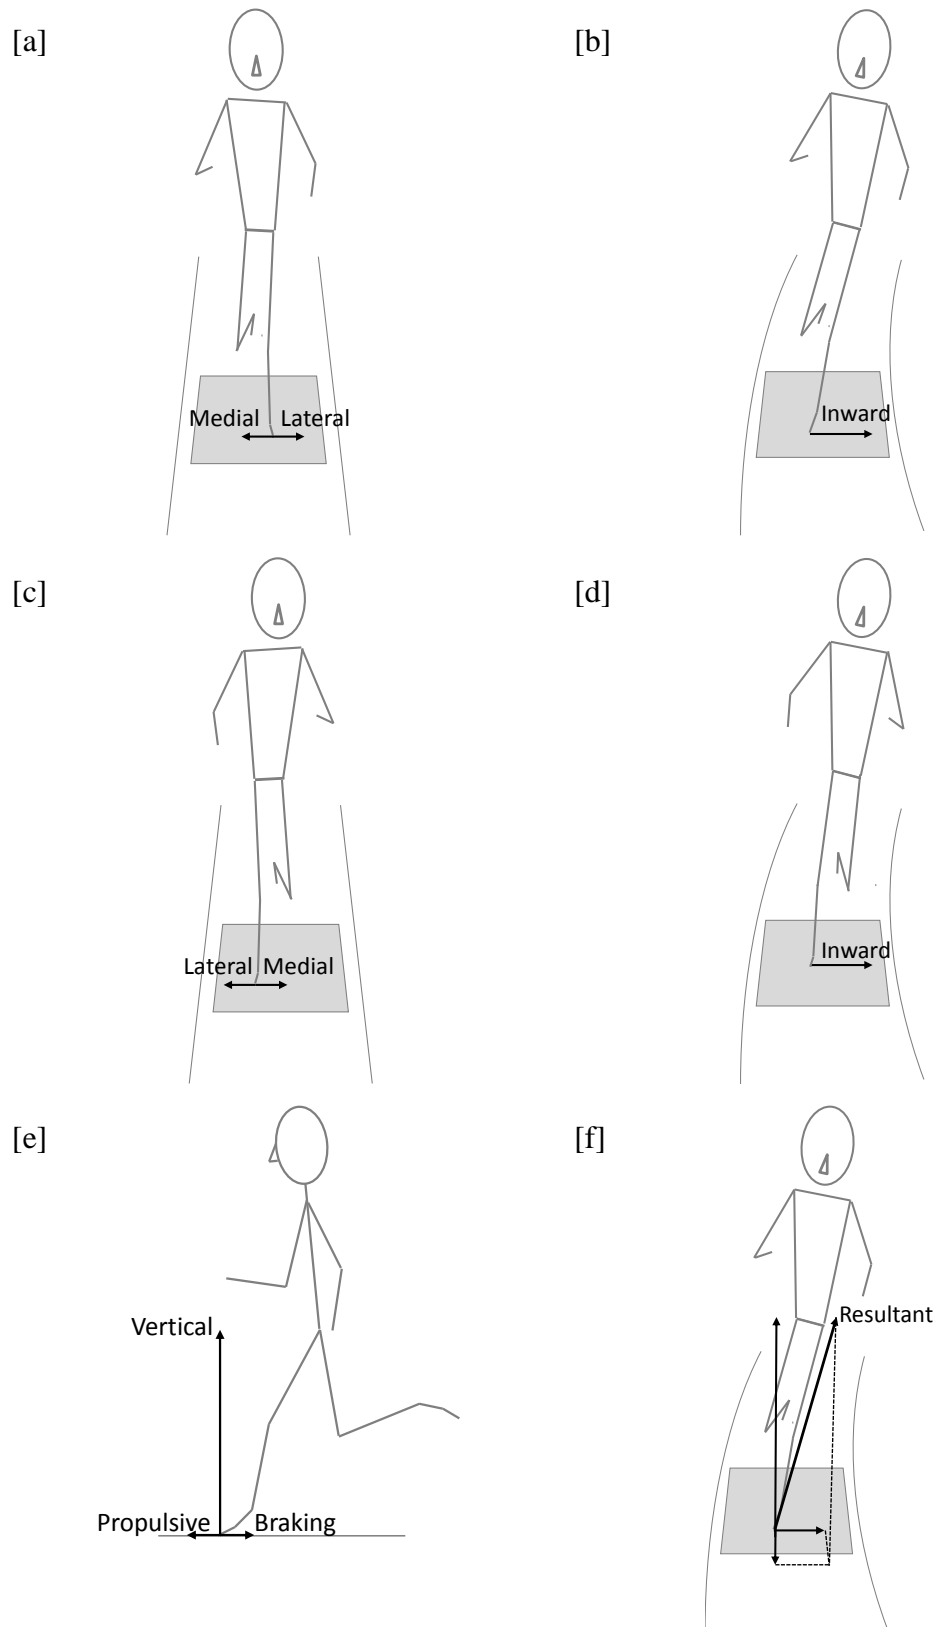 [a]
[b]
Medial Lateral
Inward
[c]
[d]
Lateral Medial
Inward
[e]
[f]
Vertical
Resultant
Propulsive Braking